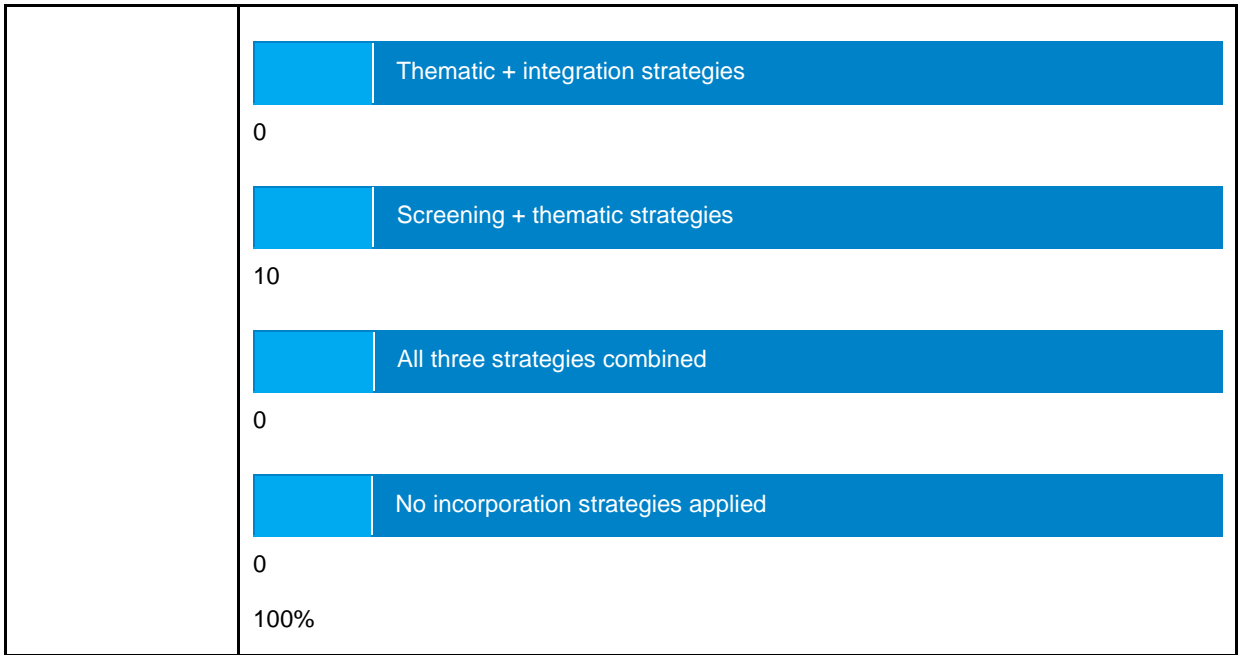 Thematic + integration strategies
0
Screening + thematic strategies
10
All three strategies combined
0
No incorporation strategies applied
0
100%